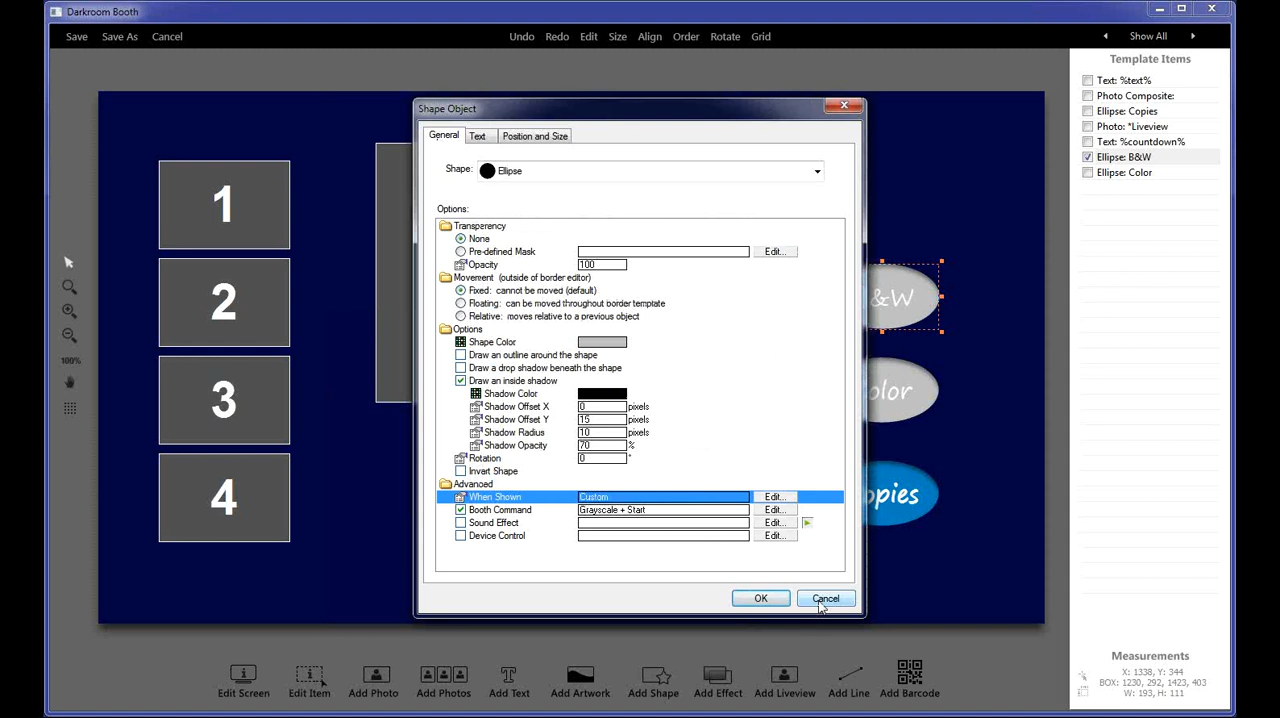 Darkroom Booth
Save Save As Cancel Undo Redo Edit Size Align Order Rotate Grid Show All
Template Items
Text: %text%
Photo Composite:
Ellipse: Copies
Photo: *Liveview
Text: %countdown%
Ellipse: B&W
Ellipse: Color
1
2
3
4
100%
Shape Object
General Text Position and Size
Shape: Ellipse
Options:
Transparency
None
Pre-defined Mask Edit...
Opacity 100
Movement (outside of border editor)
Fixed: cannot be moved (default)
Floating: can be moved throughout border template
Relative: moves relative to a previous object
Options
Shape Color
Draw an outline around the shape
Draw a drop shadow beneath the shape
Draw an inside shadow
Shadow Color
Shadow Offset X 0 pixels
Shadow Offset Y 15 pixels
Shadow Radius 10 pixels
Shadow Opacity 70 %
Rotation 0 °
Invert Shape
Advanced
When Shown Custom Edit...
Booth Command Grayscale + Start Edit...
Sound Effect Edit...
Device Control Edit...
OK Cancel
&W
olor
opies
Edit Screen Edit Item Add Photo Add Photos Add Text Add Artwork Add Shape Add Effect Add Liveview Add Line Add Barcode
Measurements
X: 1338, Y: 344
BOX: 1230, 292, 1423, 403
W: 193, H: 111